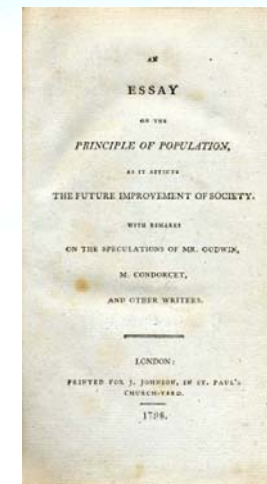 AN
ESSAY
ON THE
PRINCIPLE OF POPULATION,
AS IT AFFECTS
THE FUTURE IMPROVEMENT OF SOCIETY.
WITH REMARKS
ON THE SPECULATIONS OF MR. GODWIN,
M. CONDORCET,
AND OTHER WRITERS.
LONDON:
PRINTED FOR J. JOHNSON, IN ST. PAUL'S
CHURCH-YARD.
1798.